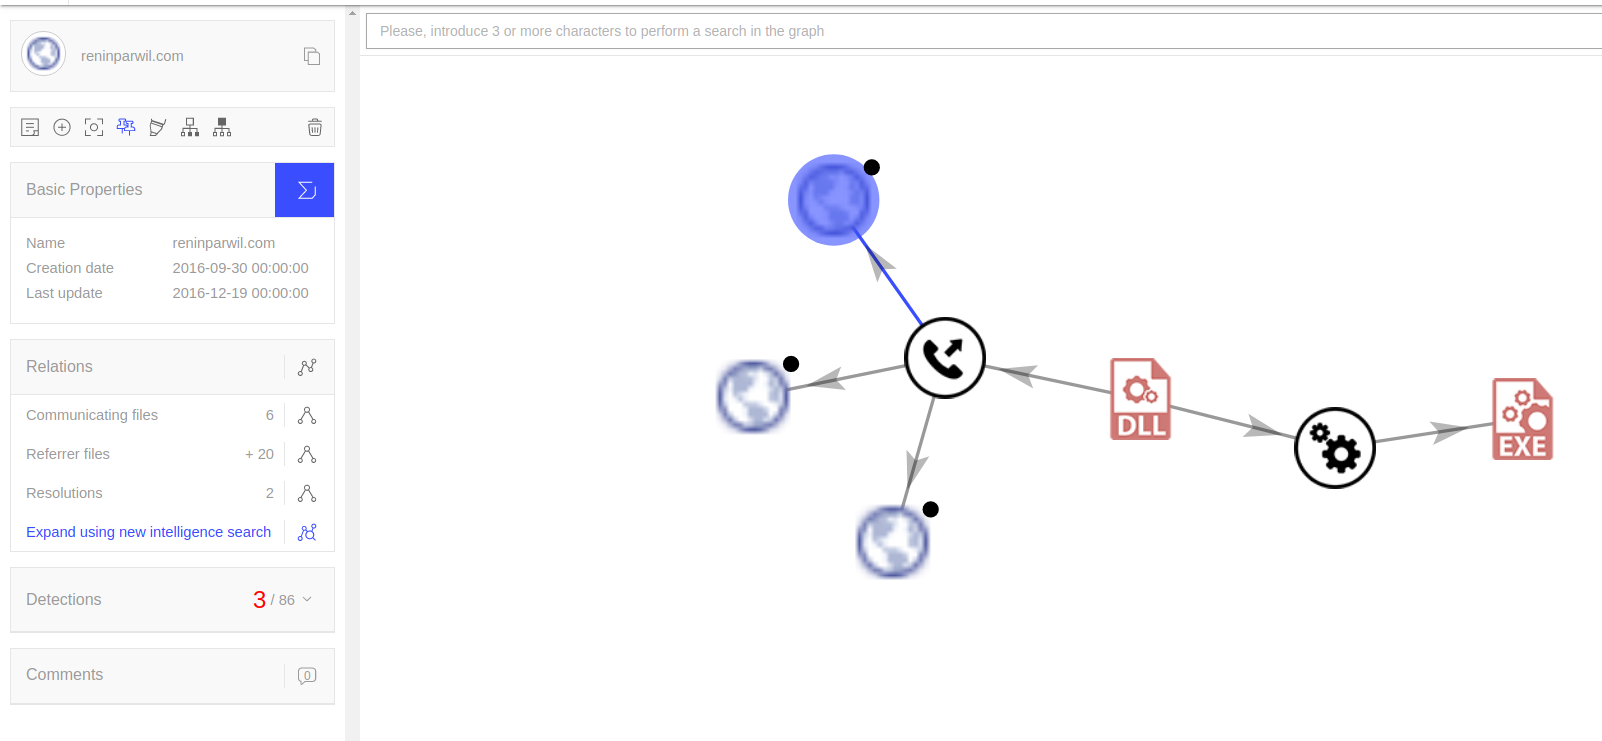 reninparwil.com
Please, introduce 3 or more characters to perform a search in the graph
Basic Properties
Name reninparwil.com
Creation date 2016-09-30 00:00:00
Last update 2016-12-19 00:00:00
Relations
Communicating files 6
Referrer files + 20
Resolutions 2
Expand using new intelligence search
Detections 3 / 86
Comments 0
DLL
EXE